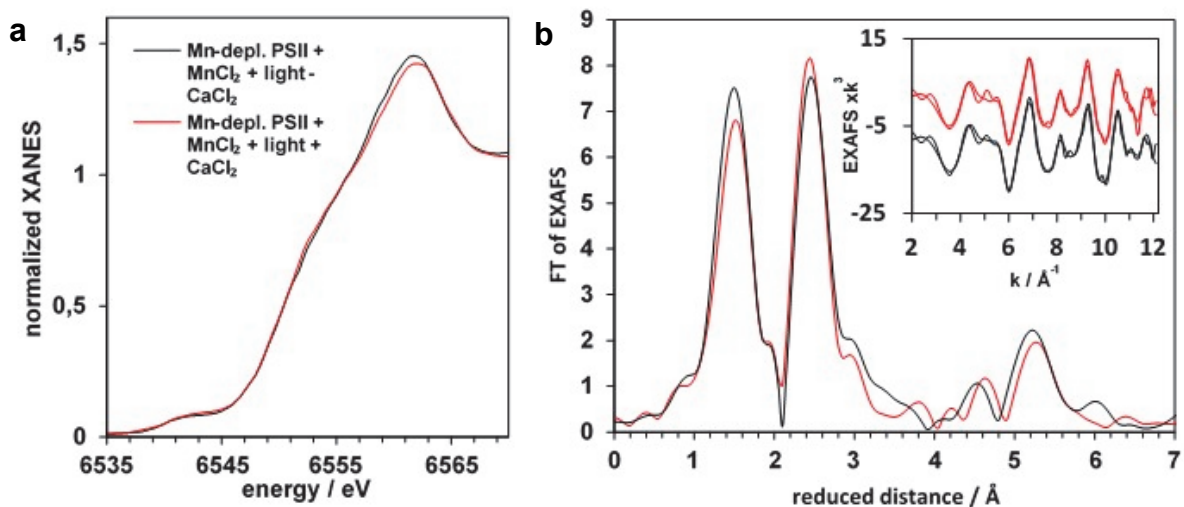 a
1,5
1
0,5
0
normalized XANES
Mn-depl. PSII +
MnCl₂ + light -
CaCl₂
Mn-depl. PSII +
MnCl₂ + light +
CaCl₂
6535 6545 6555 6565
energy / eV
b
9
8
7
6
5
4
3
2
1
0
FT of EXAFS
0 1 2 3 4 5 6 7
reduced distance / Å
15
-5
-25
EXAFS xk³
2 4 6 8 10 12
k / Å⁻¹